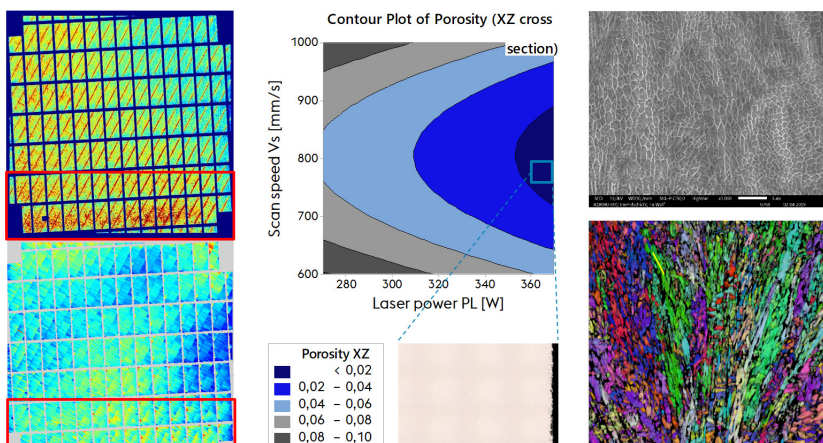 Contour Plot of Porosity (XZ cross
section)
1000
900
800
700
600
Scan speed Vs [mm/s]
280
300
320
340
360
Laser power PL [W]
Porosity XZ
< 0,02
0,02 – 0,04
0,04 – 0,06
0,06 – 0,08
0,08 – 0,10